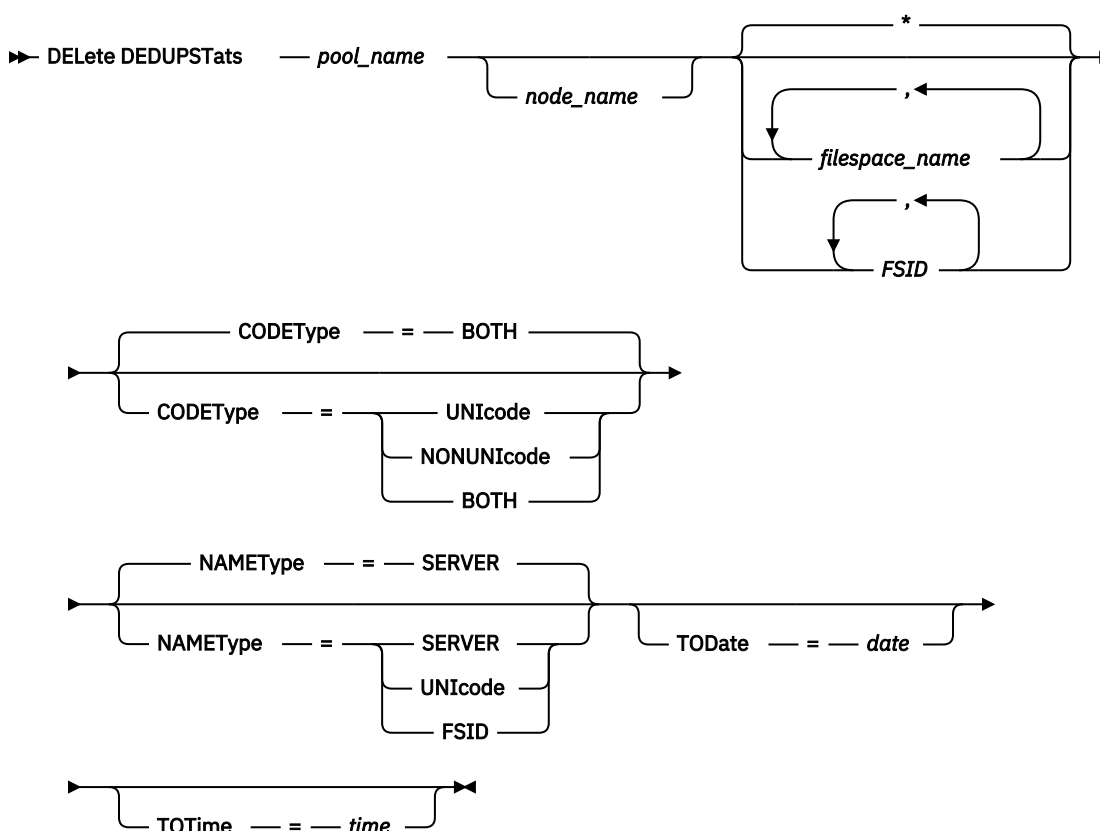 *
DELete DEDUPSTats pool_name
node_name
,
filespace_name
,
FSID
CODEType = BOTH
CODEType = UNIcode
NONUNIcode
BOTH
NAMEType = SERVER
NAMEType = SERVER
UNIcode
FSID
TODate = date
TOTime = time